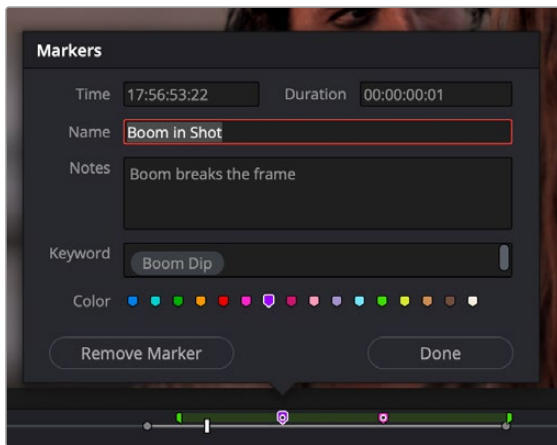 Markers
Time 17:56:53:22 Duration 00:00:00:01
Name Boom in Shot
Notes Boom breaks the frame
Keyword Boom Dip
Color
Remove Marker Done